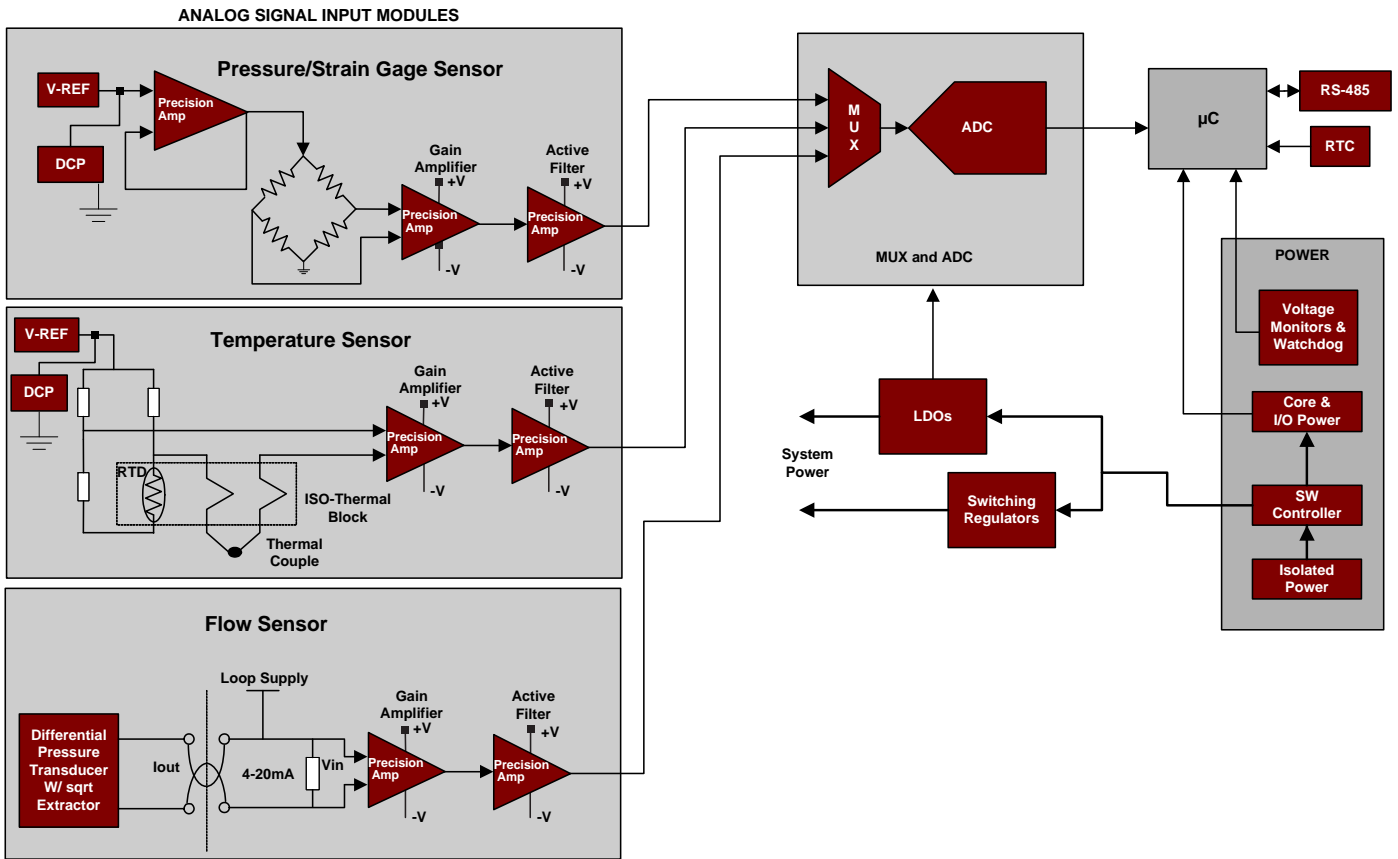 ANALOG SIGNAL INPUT MODULES
Pressure/Strain Gage Sensor
V-REF
Precision
Amp
DCP
Gain
Amplifier
+V
Precision
Amp
-V
Active
Filter
+V
Precision
Amp
-V
Temperature Sensor
V-REF
DCP
RTD
ISO-Thermal
Block
Thermal
Couple
Gain
Amplifier
+V
Precision
Amp
-V
Active
Filter
+V
Precision
Amp
-V
Flow Sensor
Differential
Pressure
Transducer
W/ sqrt
Extractor
Iout
Loop Supply
4-20mA
Vin
Gain
Amplifier
+V
Precision
Amp
-V
Active
Filter
+V
Precision
Amp
-V
M
U
X
ADC
MUX and ADC
µC
RS-485
RTC
LDOs
System
Power
Switching
Regulators
POWER
Voltage
Monitors &
Watchdog
Core &
I/O Power
SW
Controller
Isolated
Power